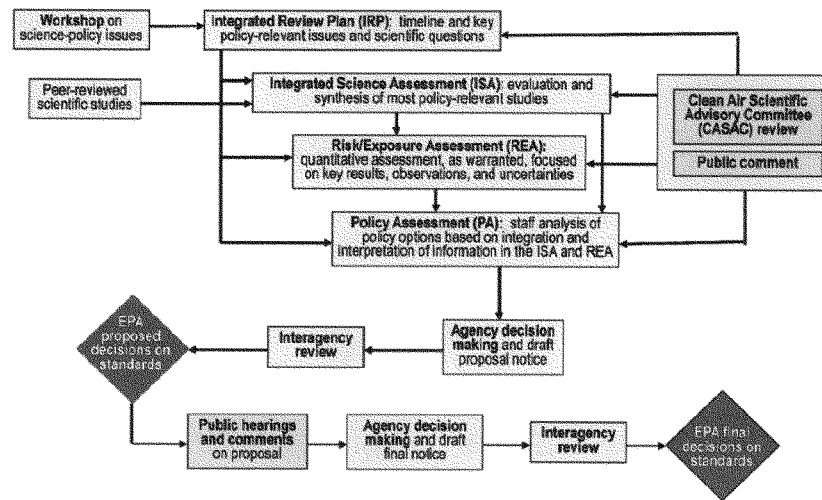 Workshop on
science-policy issues
Integrated Review Plan (IRP): timeline and key
policy-relevant issues and scientific questions
Peer-reviewed
scientific studies
Integrated Science Assessment (ISA): evaluation and
synthesis of most policy-relevant studies
Clean Air Scientific
Advisory Committee
(CASAC) review
Public comment
Risk/Exposure Assessment (REA):
quantitative assessment, as warranted, focused
on key results, observations, and uncertainties
Policy Assessment (PA): staff analysis of
policy options based on integration and
interpretation of information in the ISA and REA
Agency decision
making and draft
proposal notice
Interagency
review
EPA
proposed
decisions on
standards
Public hearings
and comments
on proposal
Agency decision
making and draft
final notice
Interagency
review
EPA final
decisions on
standards